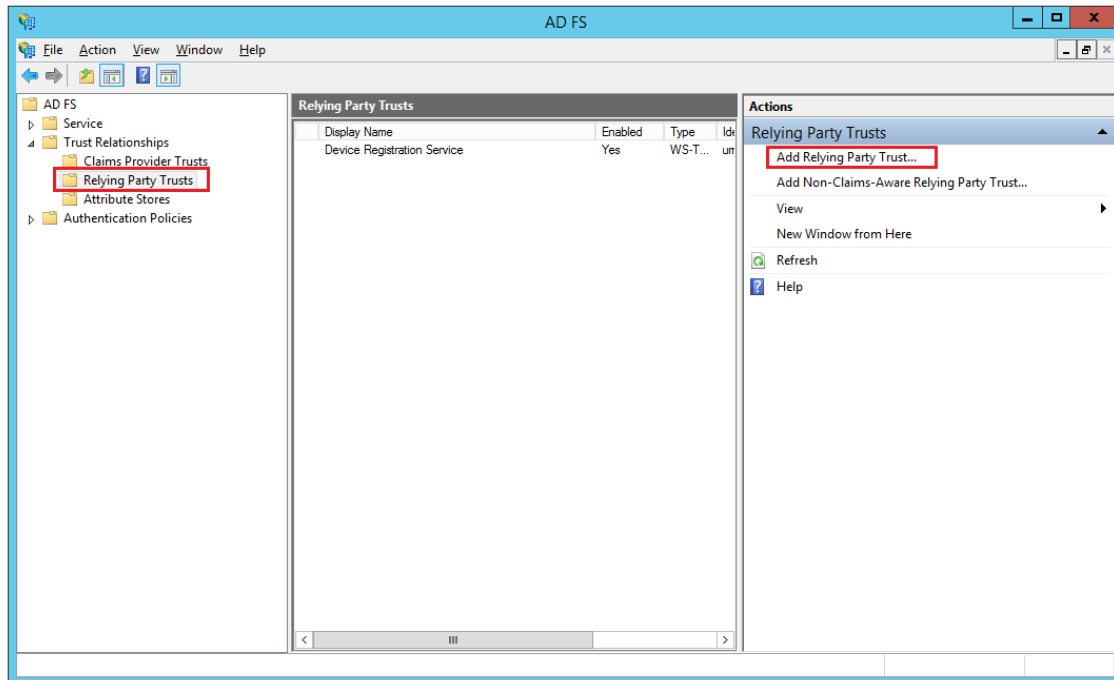 AD FS
File Action View Window Help
AD FS
Service
Trust Relationships
Claims Provider Trusts
Relying Party Trusts
Attribute Stores
Authentication Policies
Relying Party Trusts
Display Name Enabled Type Ide
Device Registration Service Yes WS-T... urr
Actions
Relying Party Trusts
Add Relying Party Trust...
Add Non-Claims-Aware Relying Party Trust...
View
New Window from Here
Refresh
Help